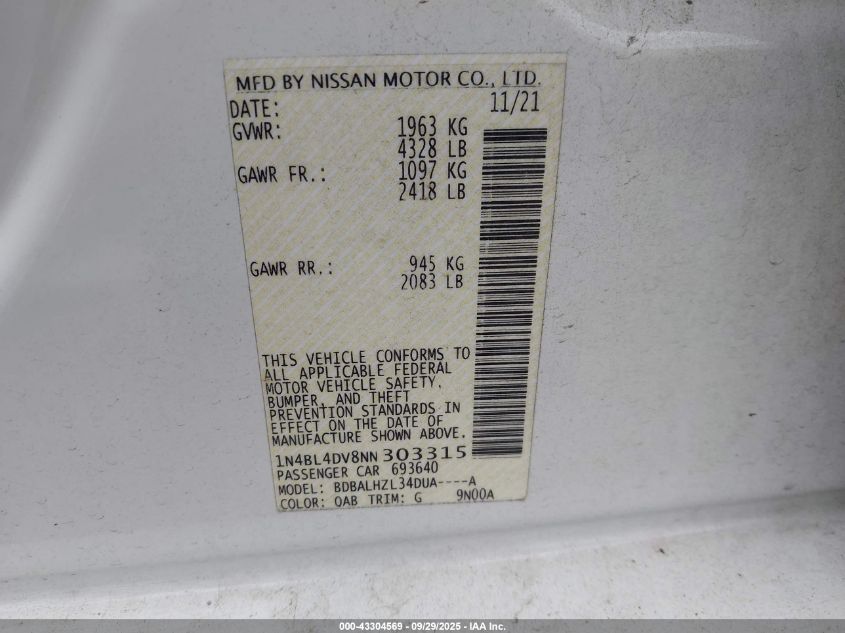 MFD BY NISSAN MOTOR CO., LTD.
DATE: 11/21
GVWR: 1963 KG
4328 LB
GAWR FR.: 1097 KG
2418 LB
GAWR RR.: 945 KG
2083 LB
THIS VEHICLE CONFORMS TO
ALL APPLICABLE FEDERAL
MOTOR VEHICLE SAFETY,
BUMPER, AND THEFT
PREVENTION STANDARDS IN
EFFECT ON THE DATE OF
MANUFACTURE SHOWN ABOVE.
1N4BL4DV8NN303315
PASSENGER CAR 693640
MODEL: BDBALHZL34DUA----A
COLOR: QAB TRIM: G 9N00A
000-43304569 - 09/29/2025 - IAA Inc.